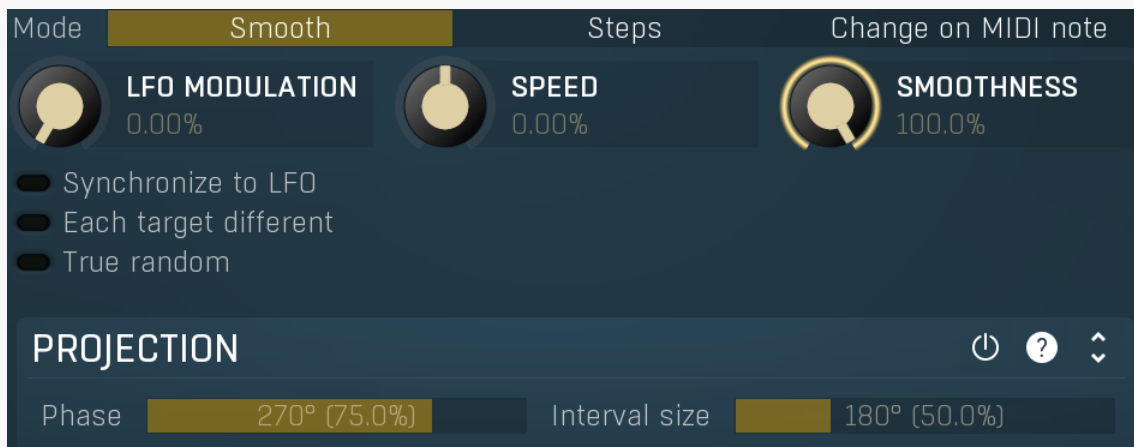 Mode Smooth Steps Change on MIDI note
LFO MODULATION SPEED SMOOTHNESS
0.00% 0.00% 100.0%
Synchronize to LFO
Each target different
True random
PROJECTION ?
Phase 270° (75.0%) Interval size 180° (50.0%)